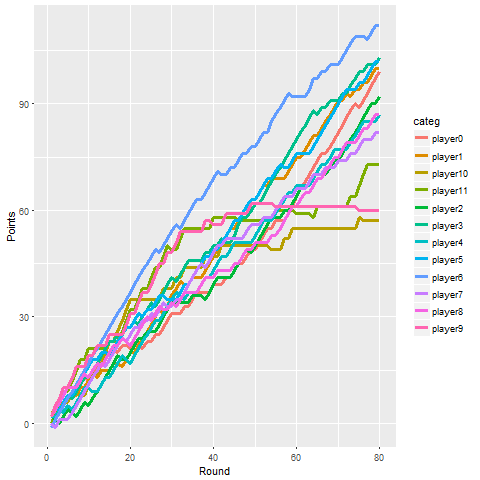 categ
player0
player1
player10
player11
player2
player3
player4
player5
player6
player7
player8
player9
90
60
30
0
0
20
40
60
80
Round
Points